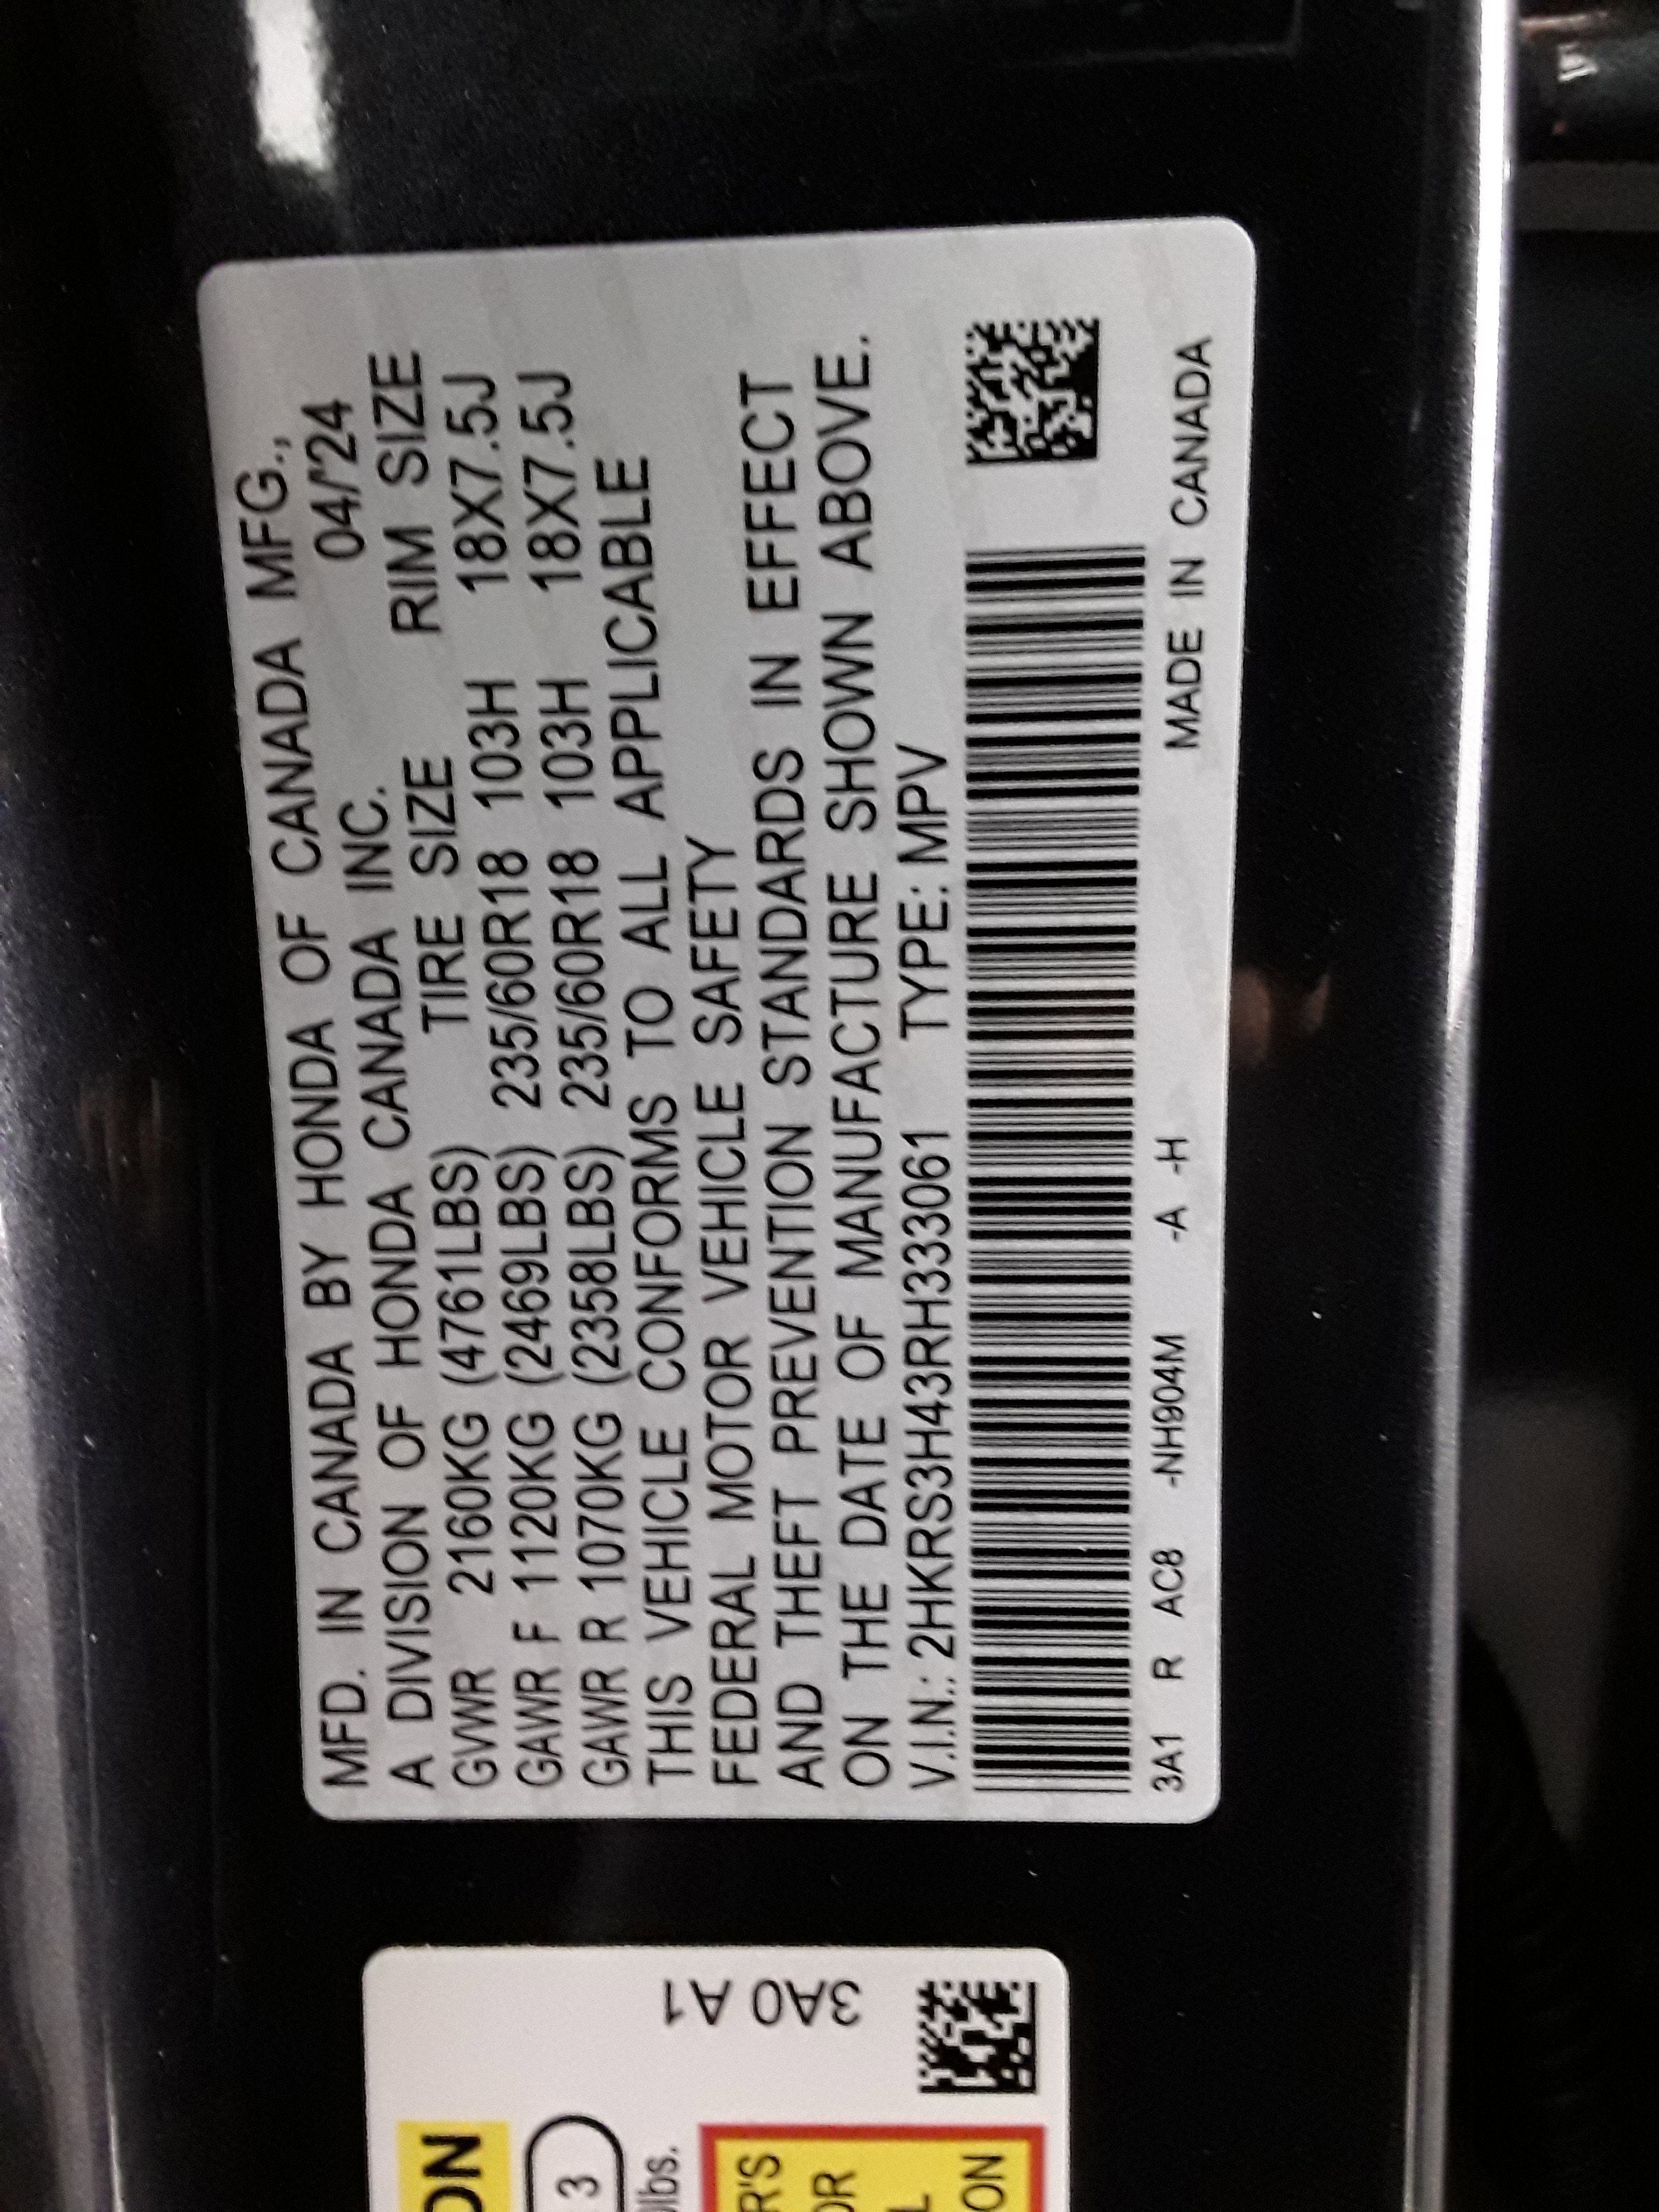 MFD. IN CANADA BY HONDA OF CANADA MFG.,
04/'24
A DIVISION OF HONDA CANADA INC.
TIRE SIZE RIM SIZE
GVWR 2160KG (4761LBS)
GAWR F 1120KG (2469LBS) 235/60R18 103H 18X7.5J
GAWR R 1070KG (2358LBS) 235/60R18 103H 18X7.5J
THIS VEHICLE CONFORMS TO ALL APPLICABLE
FEDERAL MOTOR VEHICLE SAFETY
AND THEFT PREVENTION STANDARDS IN EFFECT
ON THE DATE OF MANUFACTURE SHOWN ABOVE.
V.I.N.: 2HKRS3H43RH333061 TYPE: MPV
3A1 R AC8 -NH904M -A -H MADE IN CANADA
3A0 A1
3
lbs.